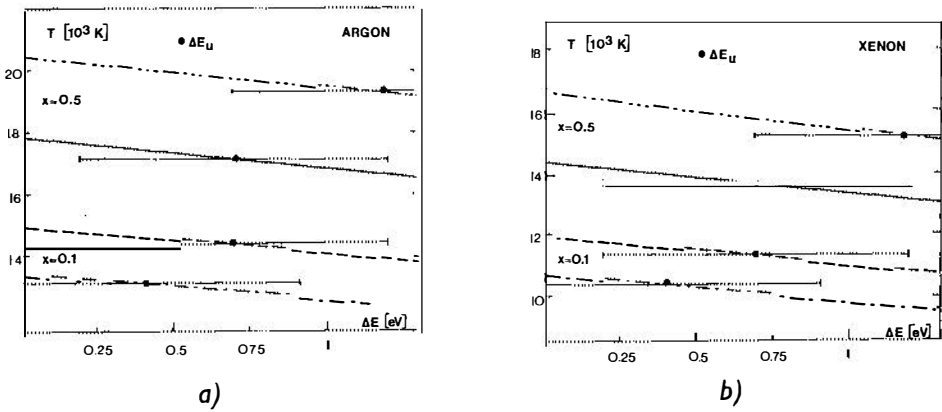 T [10³ K]
ARGON
ΔEu
20
x=0.5
18
16
x=0.1
14
ΔE [eV]
0.25
0.5
0.75
1
a)
T [10³ K]
XENON
18
ΔEu
16
x=0.5
14
12
x=0.1
10
ΔE [eV]
0.25
0.5
0.75
1
b)